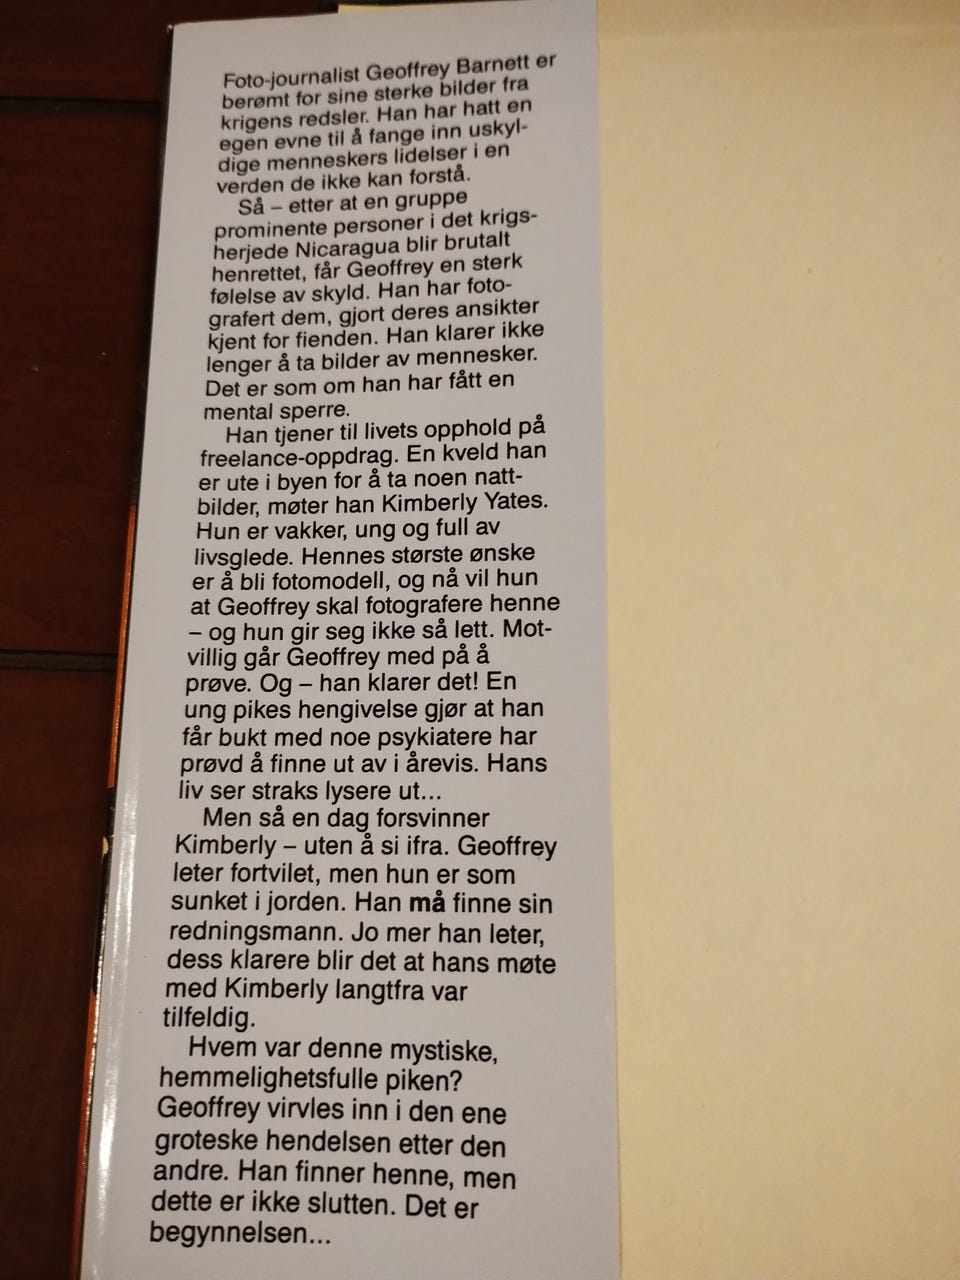 Foto-journalist Geoffrey Barnett er
berømt for sine sterke bilder fra
krigens redsler. Han har hatt en
egen evne til å fange inn uskyl-
dige menneskers lidelser i en
verden de ikke kan forstå.
Så – etter at en gruppe
prominente personer i det krigs-
herjede Nicaragua blir brutalt
henrettet, får Geoffrey en sterk
følelse av skyld. Han har foto-
grafert dem, gjort deres ansikter
kjent for fienden. Han klarer ikke
lenger å ta bilder av mennesker.
Det er som om han har fått en
mental sperre.
Han tjener til livets opphold på
freelance-oppdrag. En kveld han
er ute i byen for å ta noen natt-
bilder, møter han Kimberly Yates.
Hun er vakker, ung og full av
livsglede. Hennes største ønske
er å bli fotomodell, og nå vil hun
at Geoffrey skal fotografere henne
– og hun gir seg ikke så lett. Mot-
villig går Geoffrey med på å
prøve. Og – han klarer det! En
ung pikes hengivelse gjør at han
får bukt med noe psykiatere har
prøvd å finne ut av i årevis. Hans
liv ser straks lysere ut...
Men så en dag forsvinner
Kimberly – uten å si ifra. Geoffrey
leter fortvilet, men hun er som
sunket i jorden. Han må finne sin
redningsmann. Jo mer han leter,
dess klarere blir det at hans møte
med Kimberly langtfra var
tilfeldig.
Hvem var denne mystiske,
hemmelighetsfulle piken?
Geoffrey virvles inn i den ene
groteske hendelsen etter den
andre. Han finner henne, men
dette er ikke slutten. Det er
begynnelsen...